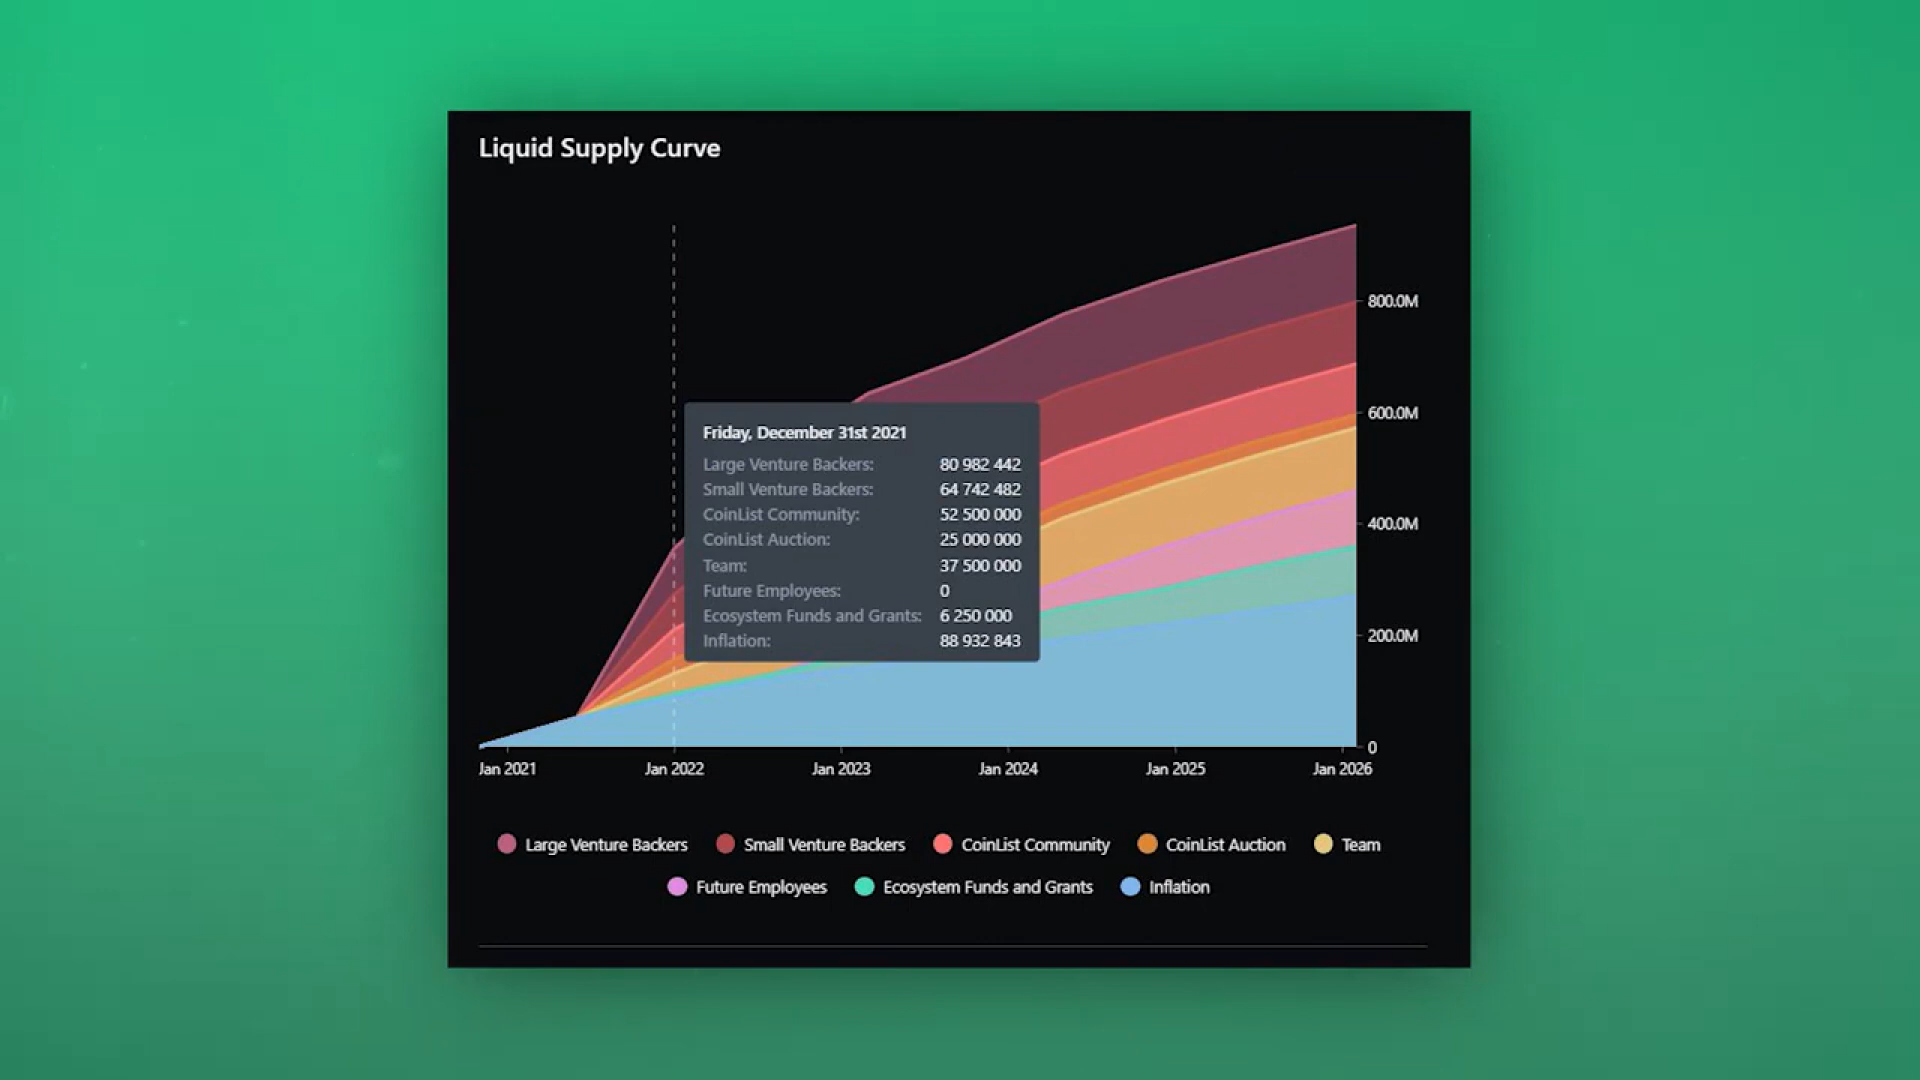 Liquid Supply Curve
800.0M
Friday, December 31st 2021
600.0M
Large Venture Backers: 80 982 442
Small Venture Backers: 64 742 482
CoinList Community: 52 500 000
400.0M
CoinList Auction: 25 000 000
Team: 37 500 000
Future Employees: 0
Ecosystem Funds and Grants: 6 250 000
200.0M
Inflation: 88 932 843
0
Jan 2021 Jan 2022 Jan 2023 Jan 2024 Jan 2025 Jan 2026
Large Venture Backers Small Venture Backers CoinList Community CoinList Auction Team
Future Employees Ecosystem Funds and Grants Inflation